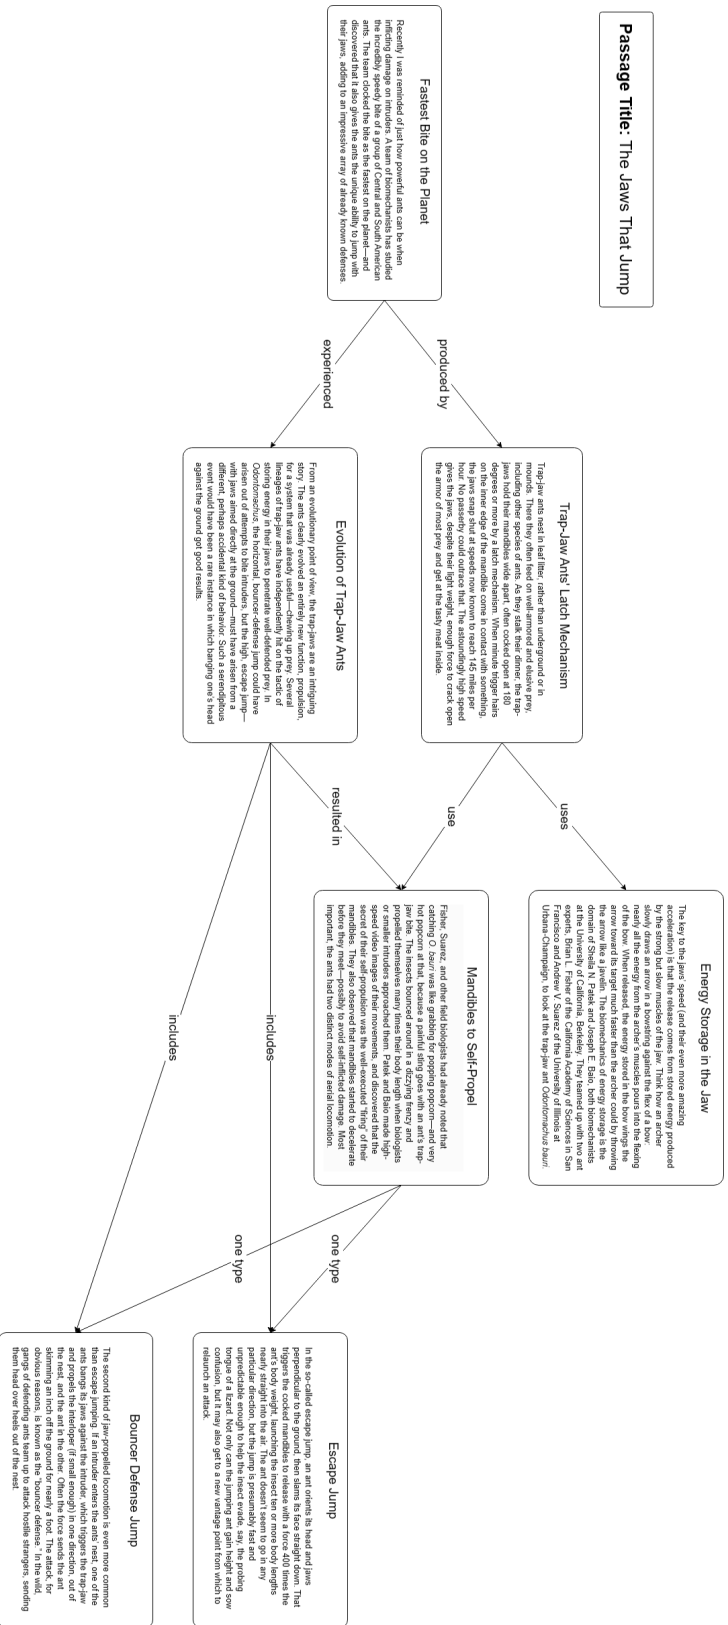 Passage Title: The Jaws That Jump
Fastest Bite on the Planet
Recently I was reminded of just how powerful ants can be when
inflicting damage on intruders. A team of biomechanists has studied
the incredibly speedy bite of a group of Central and South American
ants. The team clocked the bite as the fastest on the planet—and
discovered that it also gives the ants the unique ability to jump with
their jaws, adding to an impressive array of already known defenses.
produced by
experienced
Trap-Jaw Ants' Latch Mechanism
Trap-jaw ants nest in leaf litter, rather than underground or in
mounds. There they often feed on well-armored and elusive prey,
including other species of ants. As they stalk their dinner, the trap-
jaws hold their mandibles wide apart, often cocked open at 180
degrees or more by a latch mechanism. When minute trigger hairs
on the inner edge of the mandible come in contact with something,
the jaws snap shut at speeds now known to reach 145 miles per
hour. No passerby could outrace that. The astoundingly high speed
gives the jaws, despite their light weight, enough force to crack open
the armor of most prey and get at the tasty meat inside.
Evolution of Trap-Jaw Ants
From an evolutionary point of view, the trap-jaws are an intriguing
story. The ants clearly evolved an entirely new function, propulsion,
for a system that was already useful—chewing up prey. Several
lineages of trap-jaw ants have independently hit on the tactic of
storing energy in their jaws to penetrate well-defended prey. In
Odontomachus, the horizontal, bouncer-defense jump could have
arisen out of attempts to bite intruders, but the high, escape jump—
with jaws aimed directly at the ground—must have arisen from a
different, perhaps accidental kind of behavior. Such a serendipitous
event would have been a rare instance in which banging one's head
against the ground got good results.
uses
use
resulted in
includes
includes
Energy Storage in the Jaw
The key to the jaws' speed (and their even more amazing
acceleration) is that the release comes from stored energy produced
by the strong but slow muscles of the jaw. Think how an archer
slowly draws an arrow in a bowstring against the flex of a bow:
nearly all the energy from the archer's muscles pours into the flexing
of the bow. When released, the energy stored in the bow wings the
arrow toward its target much faster than the archer could by throwing
the arrow like a javelin. The biomechanics of energy storage is the
domain of Sheila N. Patek and Joseph E. Baio, both biomechanists
at the University of California, Berkeley. They teamed up with two ant
experts, Brian L. Fisher of the California Academy of Sciences in San
Francisco and Andrew V. Suarez of the University of Illinois at
Urbana-Champaign, to look at the trap-jaw ant Odontomachus bauri.
Mandibles to Self-Propel
Fisher, Suarez, and other field biologists had already noted that
catching O. bauri was like grabbing for popping popcorn—and very
hot popcorn at that, because a painful sting goes with an ant's trap-
jaw bite. The insects bounced around in a dizzying frenzy and
propelled themselves many times their body length when biologists
or smaller intruders approached them. Patek and Baio made high-
speed video images of their movements, and discovered that the
secret of their self-propulsion was the well-executed "firing" of their
mandibles. They also observed that mandibles started to decelerate
before they meet—possibly to avoid self-inflicted damage. Most
important, the ants had two distinct modes of aerial locomotion.
one type
one type
Escape Jump
In the so-called escape jump, an ant orients its head and jaws
perpendicular to the ground, then slams its face straight down. That
triggers the cocked mandibles to release with a force 400 times the
ant's body weight, launching the insect ten or more body lengths
nearly straight into the air. The ant doesn't seem to go in any
particular direction, but the jump is presumably fast and
unpredictable enough to help the insect evade, say, the probing
tongue of a lizard. Not only can the jumping ant gain height and sow
confusion, but it may also get to a new vantage point from which to
relaunch an attack.
Bouncer Defense Jump
The second kind of jaw-propelled locomotion is even more common
than escape jumping. If an intruder enters the ants' nest, one of the
ants bangs its jaws against the intruder, which triggers the trap-jaw
and propels the interloper (if small enough) in one direction, out of
the nest, and the ant in the other. Often the force sends the ant
skimming an inch off the ground for nearly a foot. The attack, for
obvious reasons, is known as the "bouncer defense." In the wild,
gangs of defending ants team up to attack hostile strangers, sending
them head over heels out of the nest.